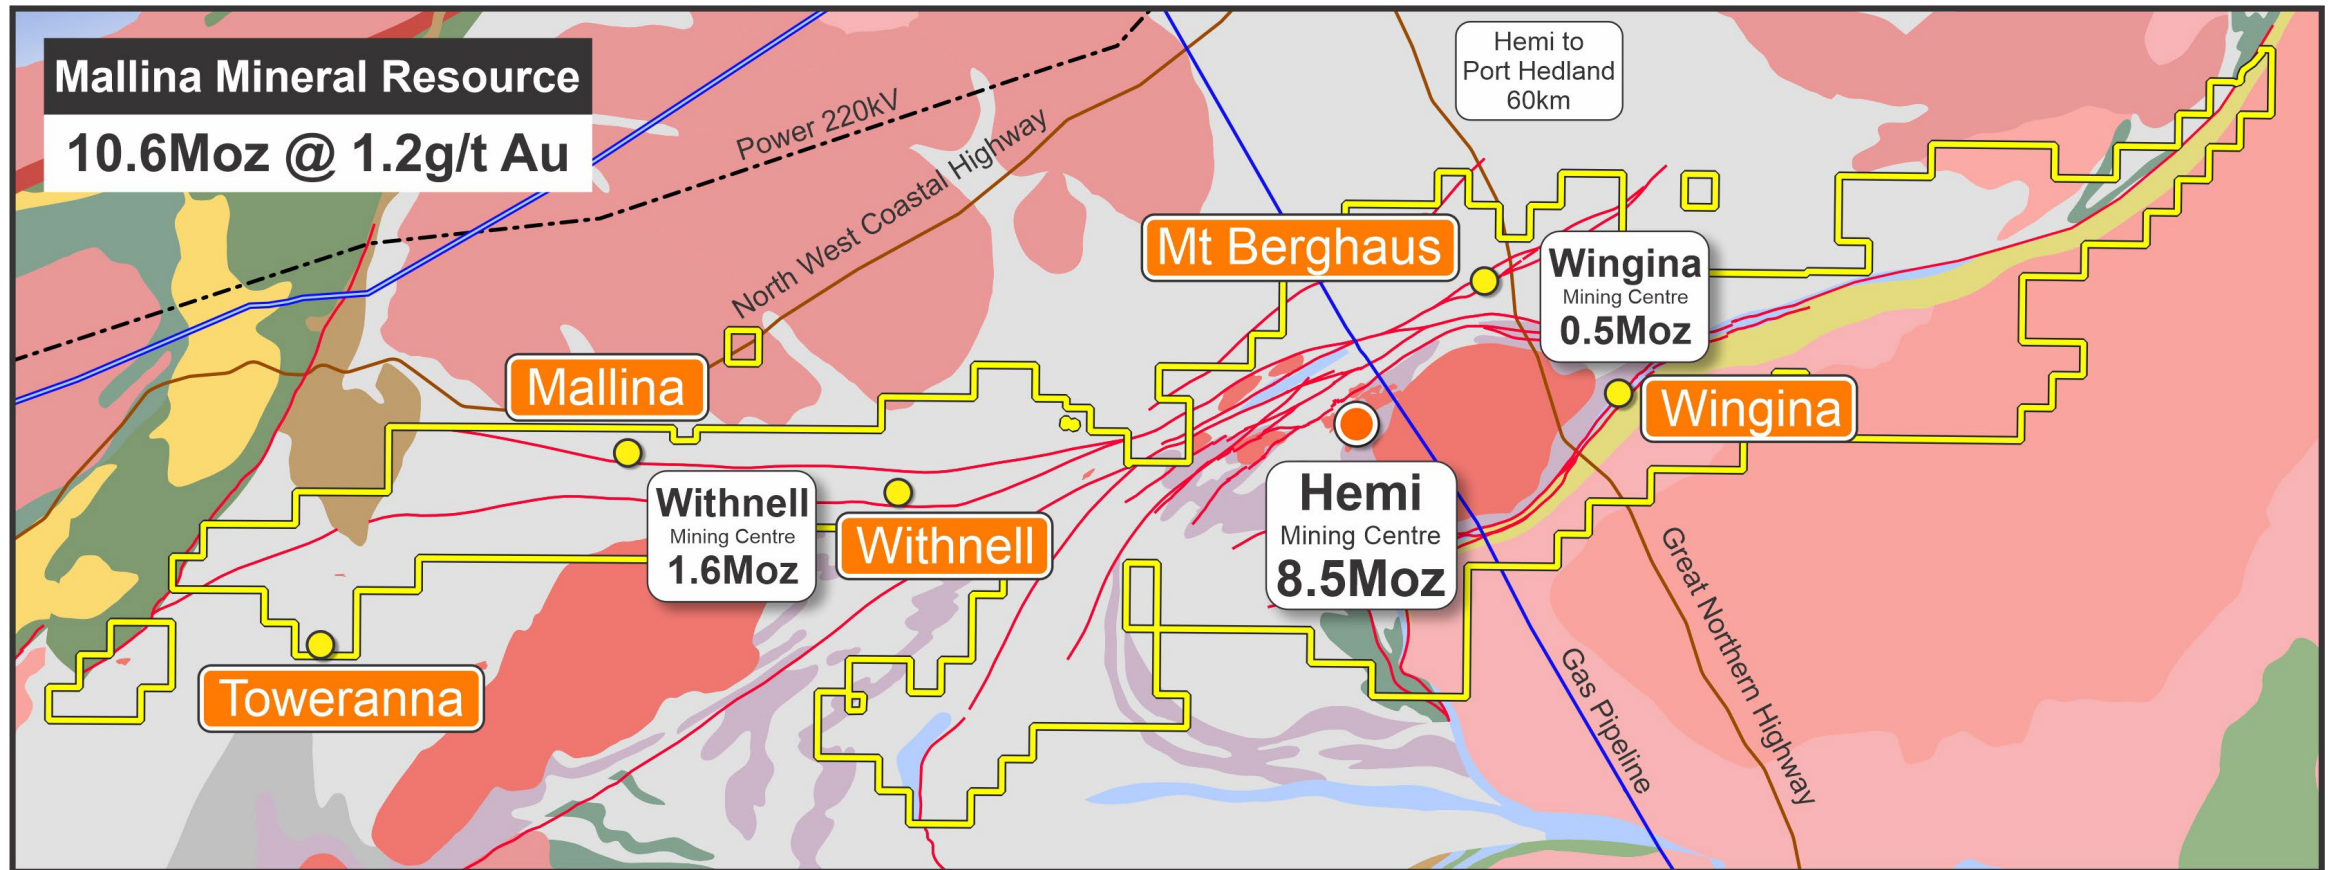 Mallina Mineral Resource
10.6Moz @ 1.2g/t Au
Hemi to
Port Hedland
60km
Power 220kV
North West Coastal Highway
Mt Berghaus
Wingina
Mining Centre
0.5Moz
Mallina
Wingina
Withnell
Mining Centre
1.6Moz
Withnell
Hemi
Mining Centre
8.5Moz
Toweranna
Gas Pipeline
Great Northern Highway